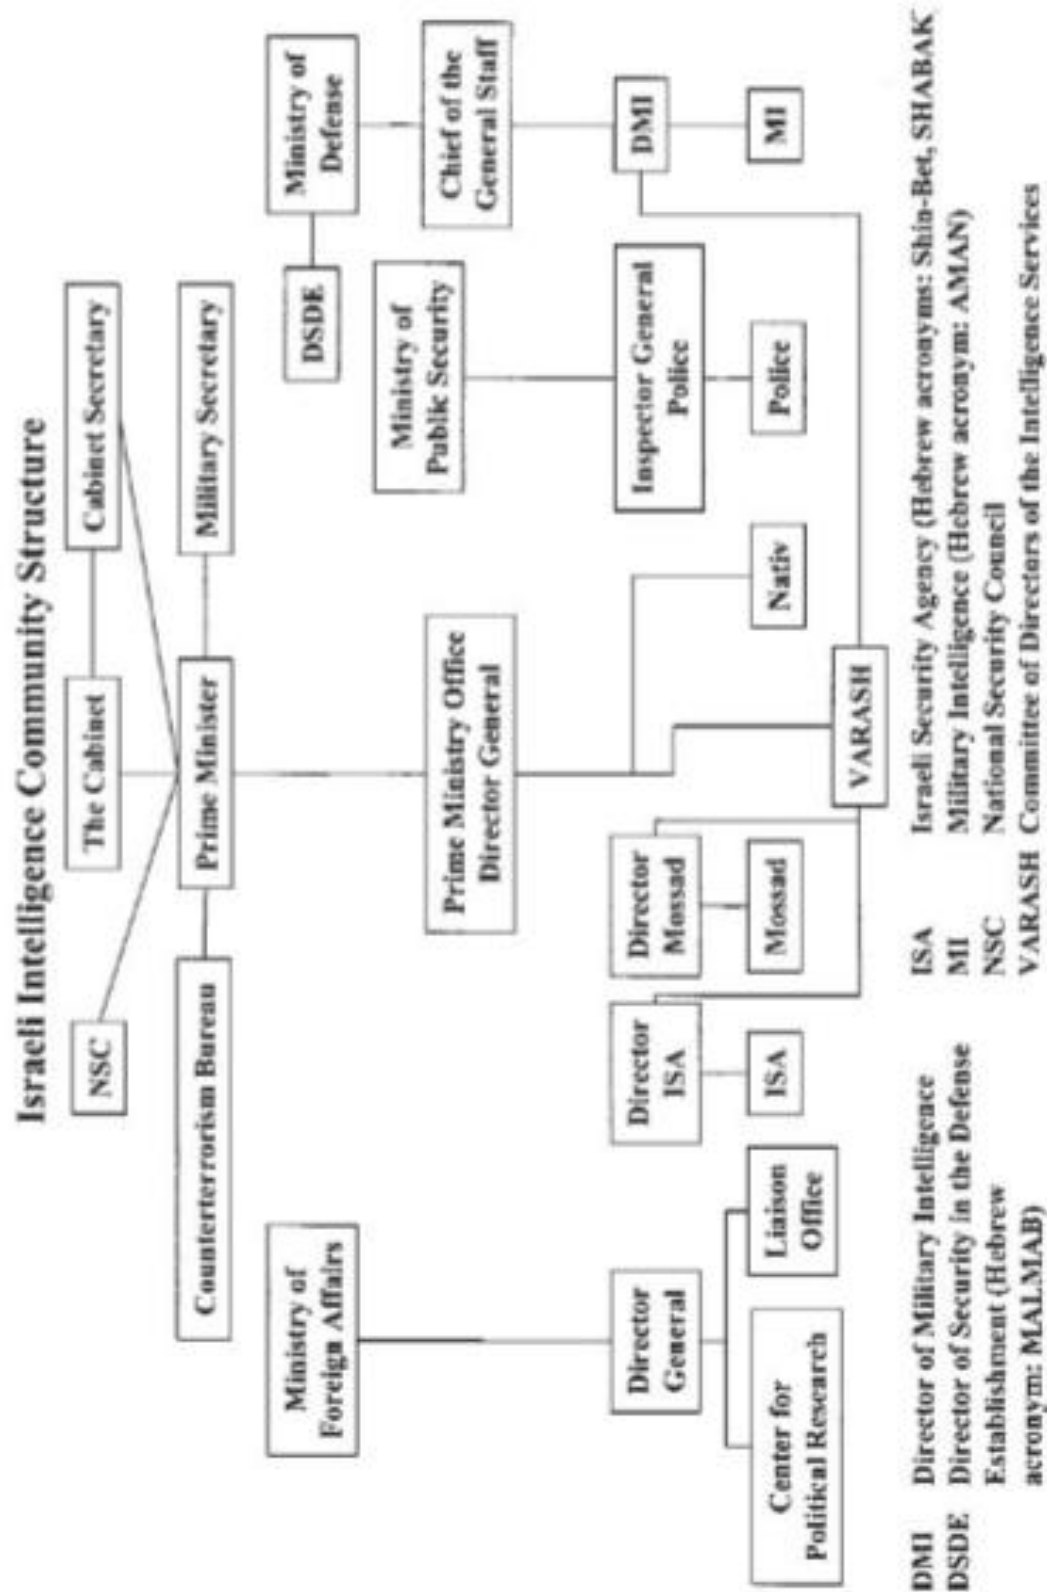 Israeli Intelligence Community Structure
NSC
The Cabinet
Cabinet Secretary
Counterterrorism Bureau
Prime Minister
Military Secretary
Ministry of
Foreign Affairs
DSDE
Ministry of
Defense
Prime Ministry Office
Director General
Ministry of
Public Security
Chief of the
General Staff
Director
General
Director
ISA
Director
Mossad
Inspector General
Police
DMI
Center for
Political Research
Liaison
Office
ISA
Mossad
Nativ
Police
MI
VARASH
DMI Director of Military Intelligence
DSDE Director of Security in the Defense
Establishment (Hebrew
acronym: MALMAB)
ISA Israeli Security Agency (Hebrew acronyms: Shin-Bet, SHABAK
MI Military Intelligence (Hebrew acronym: AMAN)
NSC National Security Council
VARASH Committee of Directors of the Intelligence Services